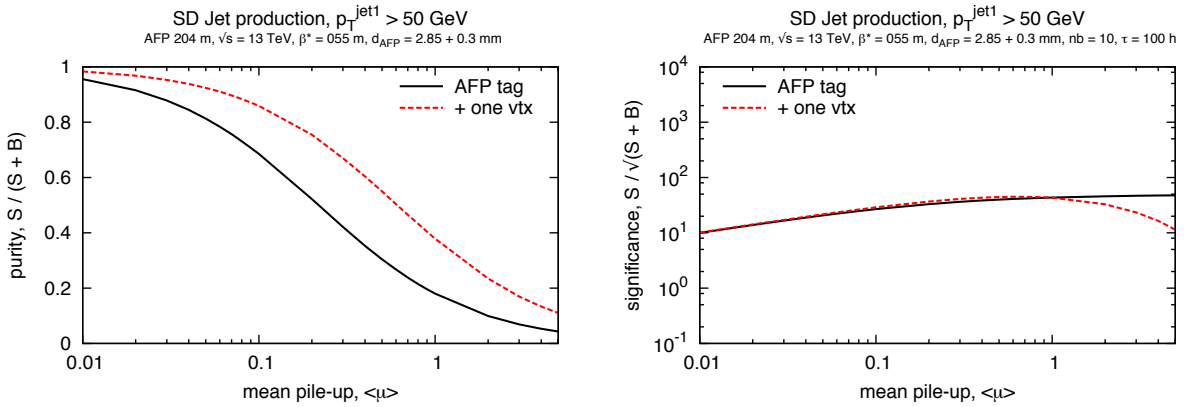 SD Jet production, p_T^jet1 > 50 GeV
AFP 204 m, √s = 13 TeV, β* = 055 m, d_AFP = 2.85 + 0.3 mm
1
0.8
0.6
0.4
0.2
0
purity, S / (S + B)
AFP tag
+ one vtx
0.01
0.1
1
mean pile-up, <μ>
SD Jet production, p_T^jet1 > 50 GeV
AFP 204 m, √s = 13 TeV, β* = 055 m, d_AFP = 2.85 + 0.3 mm, nb = 10, τ = 100 h
10^4
10^3
10^2
10^1
10^0
10^-1
significance, S / √(S + B)
AFP tag
+ one vtx
0.01
0.1
1
mean pile-up, <μ>